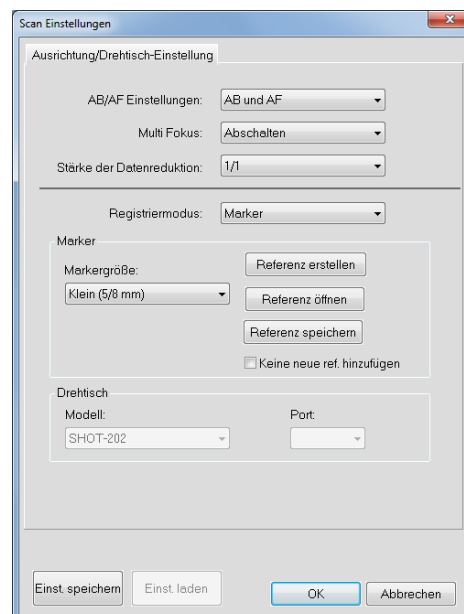 Scan Einstellungen
Ausrichtung/Drehtisch-Einstellung
AB/AF Einstellungen: AB und AF
Multi Fokus: Abschalten
Stärke der Datenreduktion: 1/1
Registriermodus: Marker
Marker
Markergröße:
Klein (5/8 mm)
Referenz erstellen
Referenz öffnen
Referenz speichern
Keine neue ref. hinzufügen
Drehtisch
Modell: Port:
SHOT-202
Einst. speichern Einst. laden OK Abbrechen